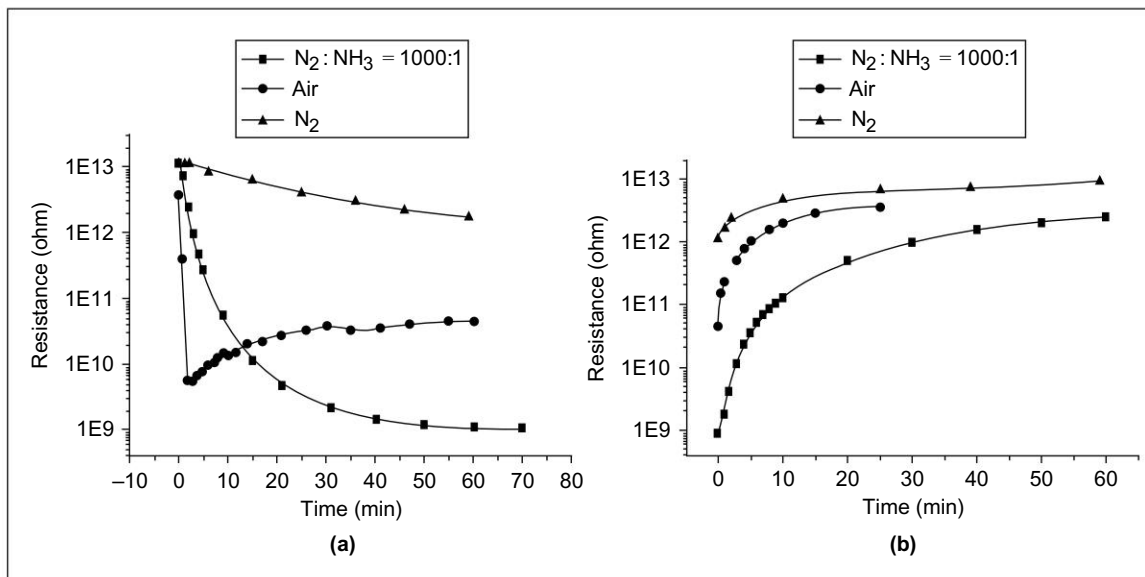 N2 : NH3 = 1000:1
Air
N2
1E13
1E12
1E11
1E10
1E9
Resistance (ohm)
–10 0 10 20 30 40 50 60 70 80
Time (min)
(a)
N2 : NH3 = 1000:1
Air
N2
1E13
1E12
1E11
1E10
1E9
Resistance (ohm)
0 10 20 30 40 50 60
Time (min)
(b)